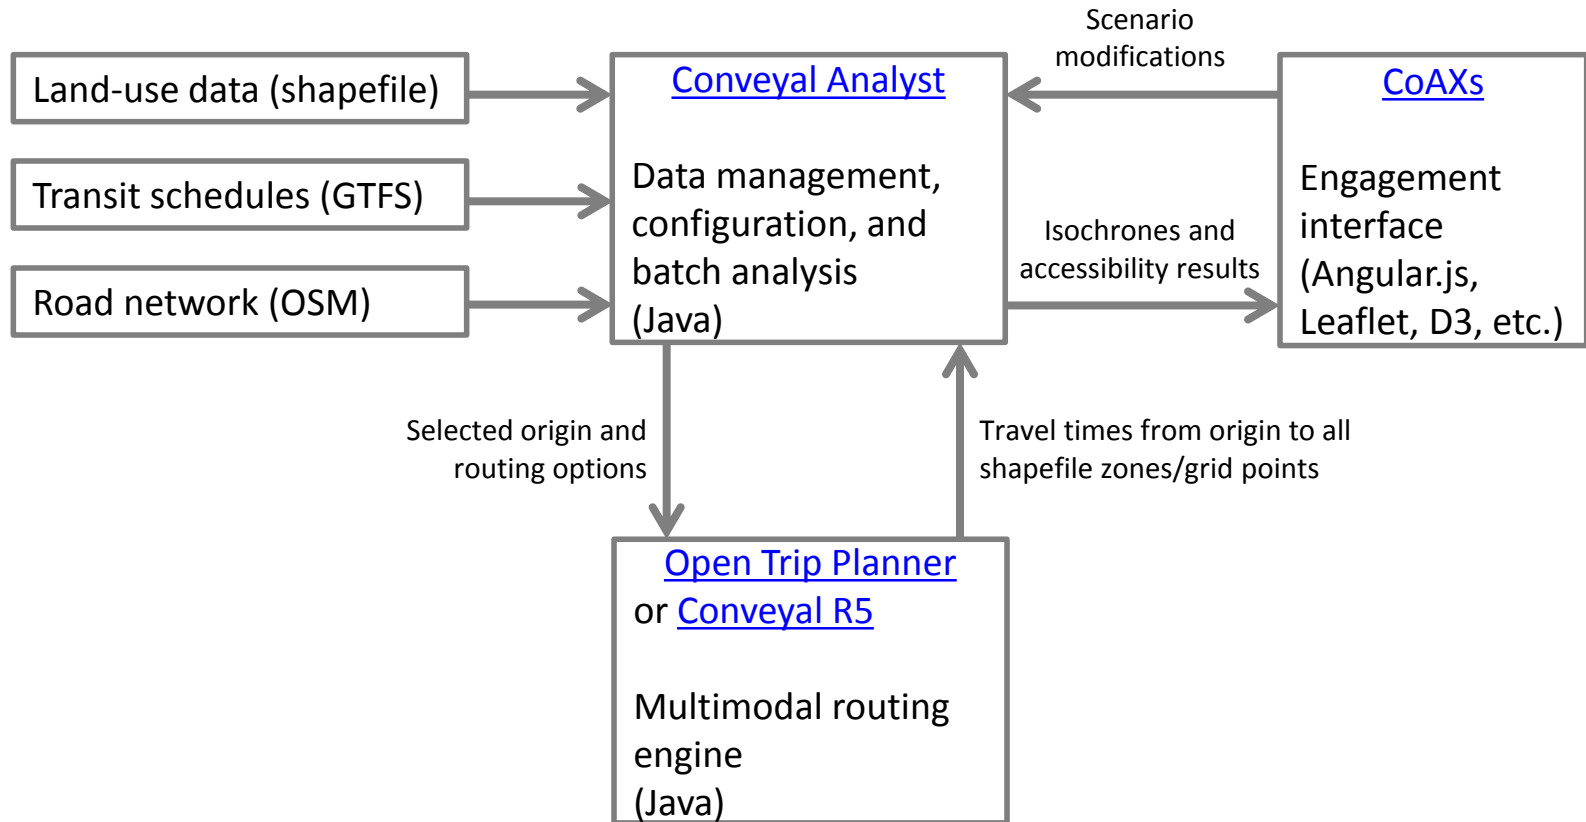 Land-use data (shapefile)
Transit schedules (GTFS)
Road network (OSM)
Conveyal Analyst
Data management,
configuration, and
batch analysis
(Java)
Scenario
modifications
Isochrones and
accessibility results
CoAXs
Engagement
interface
(Angular.js,
Leaflet, D3, etc.)
Selected origin and
routing options
Travel times from origin to all
shapefile zones/grid points
Open Trip Planner
or Conveyal R5
Multimodal routing
engine
(Java)